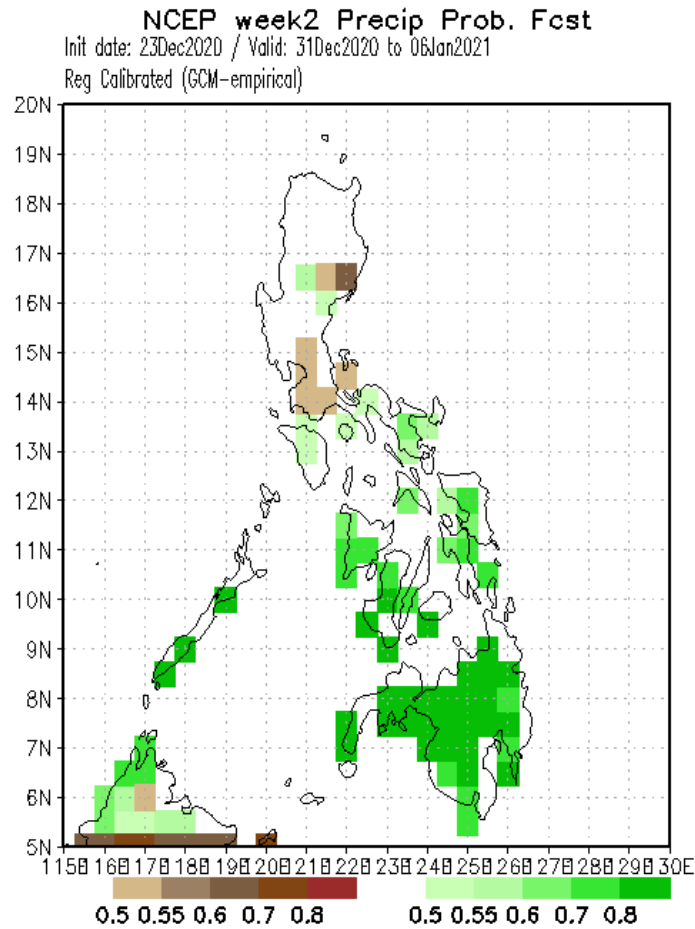 NCEP week2 Precip Prob. Fcst
Init date: 23Dec2020 / Valid: 31Dec2020 to 06Jan2021
Reg Calibrated (GCM-empirical)
20N
19N
18N
17N
16N
15N
14N
13N
12N
11N
10N
9N
8N
7N
6N
5N
115E 116E 117E 118E 119E 120E 121E 122E 123E 124E 125E 126E 127E 128E 129E 130E
0.5 0.55 0.6 0.7 0.8 0.5 0.55 0.6 0.7 0.8